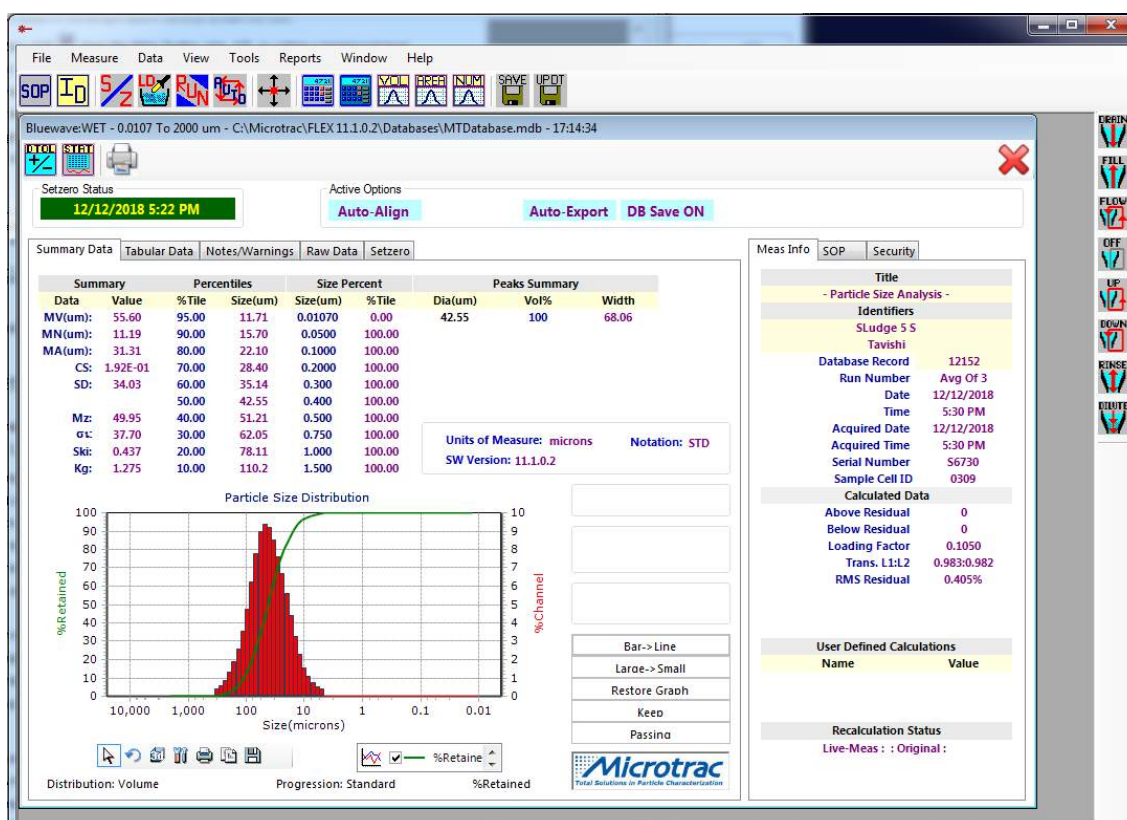 File Measure Data View Tools Reports Window Help
SOP ID S/Z LD RUN AUTO VOL AREA NUM SAVE UPDT
Bluewave:WET - 0.0107 To 2000 um - C:\Microtrac\FLEX 11.1.0.2\Databases\MTDatabase.mdb - 17:14:34
DTOL +/- STAT
Setzero Status Active Options
12/12/2018 5:22 PM Auto-Align Auto-Export DB Save ON
Summary Data Tabular Data Notes/Warnings Raw Data Setzero
Summary Percentiles Size Percent Peaks Summary
Data Value %Tile Size(um) Size(um) %Tile Dia(um) Vol% Width
MV(um): 55.60 95.00 11.71 0.01070 0.00 42.55 100 68.06
MN(um): 11.19 90.00 15.70 0.0500 100.00
MA(um): 31.31 80.00 22.10 0.1000 100.00
CS: 1.92E-01 70.00 28.40 0.2000 100.00
SD: 34.03 60.00 35.14 0.300 100.00
50.00 42.55 0.400 100.00
Mz: 49.95 40.00 51.21 0.500 100.00
σı: 37.70 30.00 62.05 0.750 100.00
Ski: 0.437 20.00 78.11 1.000 100.00
Kg: 1.275 10.00 110.2 1.500 100.00
Units of Measure: microns Notation: STD
SW Version: 11.1.0.2
Particle Size Distribution
100 10
90 9
80 8
70 7
60 6
50 5
40 4
30 3
20 2
10 1
0 0
%Retained
%Channel
10,000 1,000 100 10 1 0.1 0.01
Size(microns)
%Retaine
Distribution: Volume Progression: Standard %Retained
Bar->Line
Large->Small
Restore Graph
Keep
Passing
Microtrac
Total Solutions in Particle Characterization
Meas Info SOP Security
Title
- Particle Size Analysis -
Identifiers
SLudge 5 S
Tavishi
Database Record 12152
Run Number Avg Of 3
Date 12/12/2018
Time 5:30 PM
Acquired Date 12/12/2018
Acquired Time 5:30 PM
Serial Number S6730
Sample Cell ID 0309
Calculated Data
Above Residual 0
Below Residual 0
Loading Factor 0.1050
Trans. L1:L2 0.983:0.982
RMS Residual 0.405%
User Defined Calculations
Name Value
Recalculation Status
Live-Meas : : Original :
DRAIN
FILL
FLOW
OFF
UP
DOWN
RINSE
DILUTE